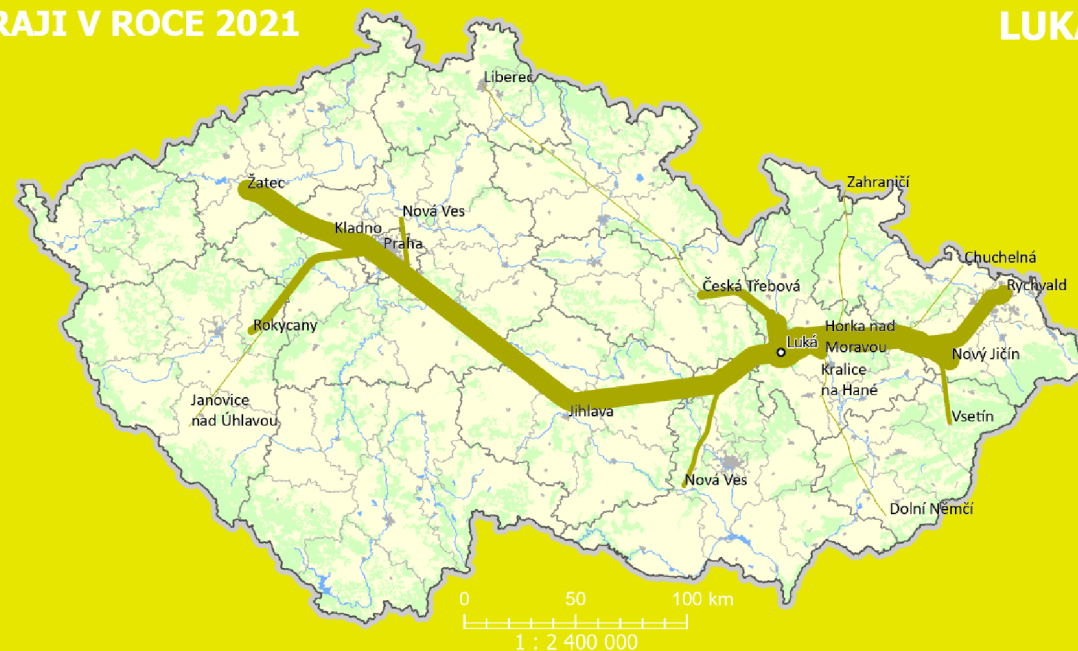 RAJI V ROCE 2021
LUKÁ
Liberec
Žatec
Zahraničí
Nová Ves
Kladno
Praha
Chuchelná
Česká Třebová
Rychvald
Rokycany
Horka nad
Moravou
Luká
Nový Jičín
Kralice
na Hané
Janovice
nad Úhlavou
Jihlava
Vsetín
Nová Ves
Dolní Němčí
0 50 100 km
1 : 2 400 000